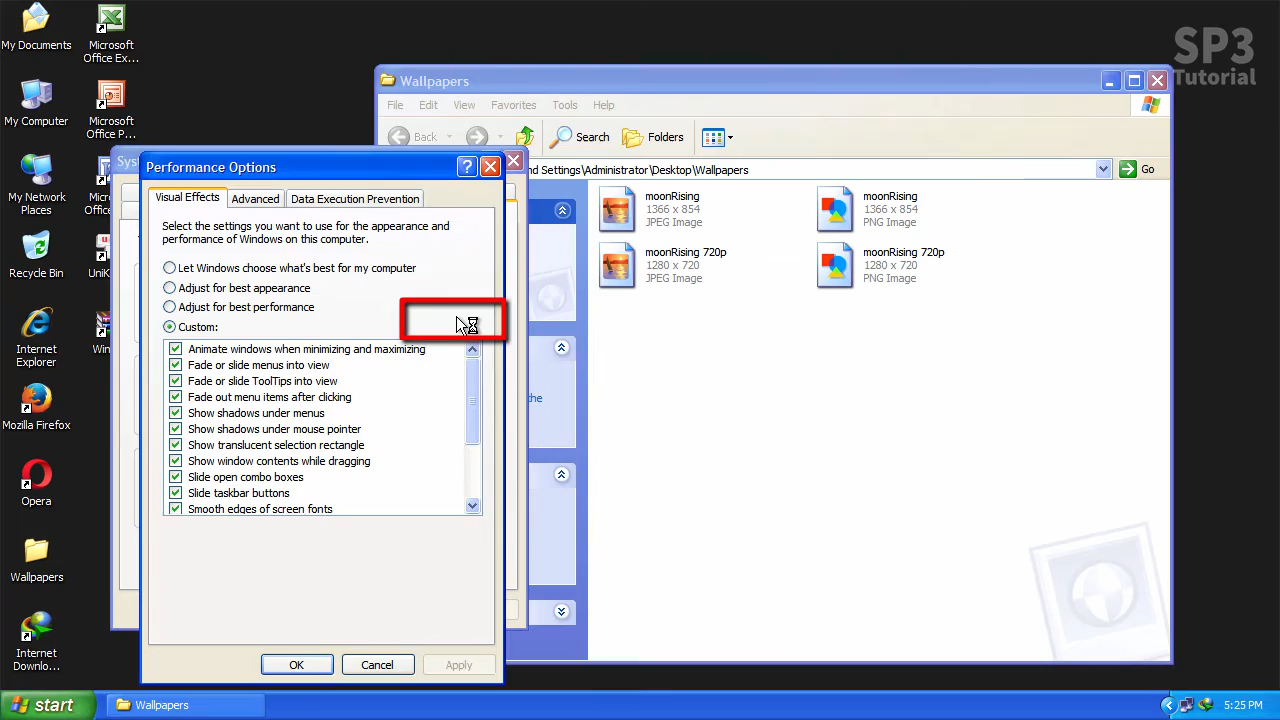 My Documents
Microsoft
Office Ex...
My Computer
Microsoft
Office P...
My Network
Places
Recycle Bin
Internet
Explorer
Mozilla Firefox
Opera
Wallpapers
Internet
Downlo...
SP3
Tutorial
Wallpapers
File Edit View Favorites Tools Help
Back Search Folders
nd Settings\Administrator\Desktop\Wallpapers Go
moonRising
1366 x 854
JPEG Image
moonRising
1366 x 854
PNG Image
moonRising 720p
1280 x 720
JPEG Image
moonRising 720p
1280 x 720
PNG Image
the
Performance Options
Visual Effects Advanced Data Execution Prevention
Select the settings you want to use for the appearance and
performance of Windows on this computer.
Let Windows choose what's best for my computer
Adjust for best appearance
Adjust for best performance
Custom:
Animate windows when minimizing and maximizing
Fade or slide menus into view
Fade or slide ToolTips into view
Fade out menu items after clicking
Show shadows under menus
Show shadows under mouse pointer
Show translucent selection rectangle
Show window contents while dragging
Slide open combo boxes
Slide taskbar buttons
Smooth edges of screen fonts
OK Cancel Apply
start Wallpapers 5:25 PM